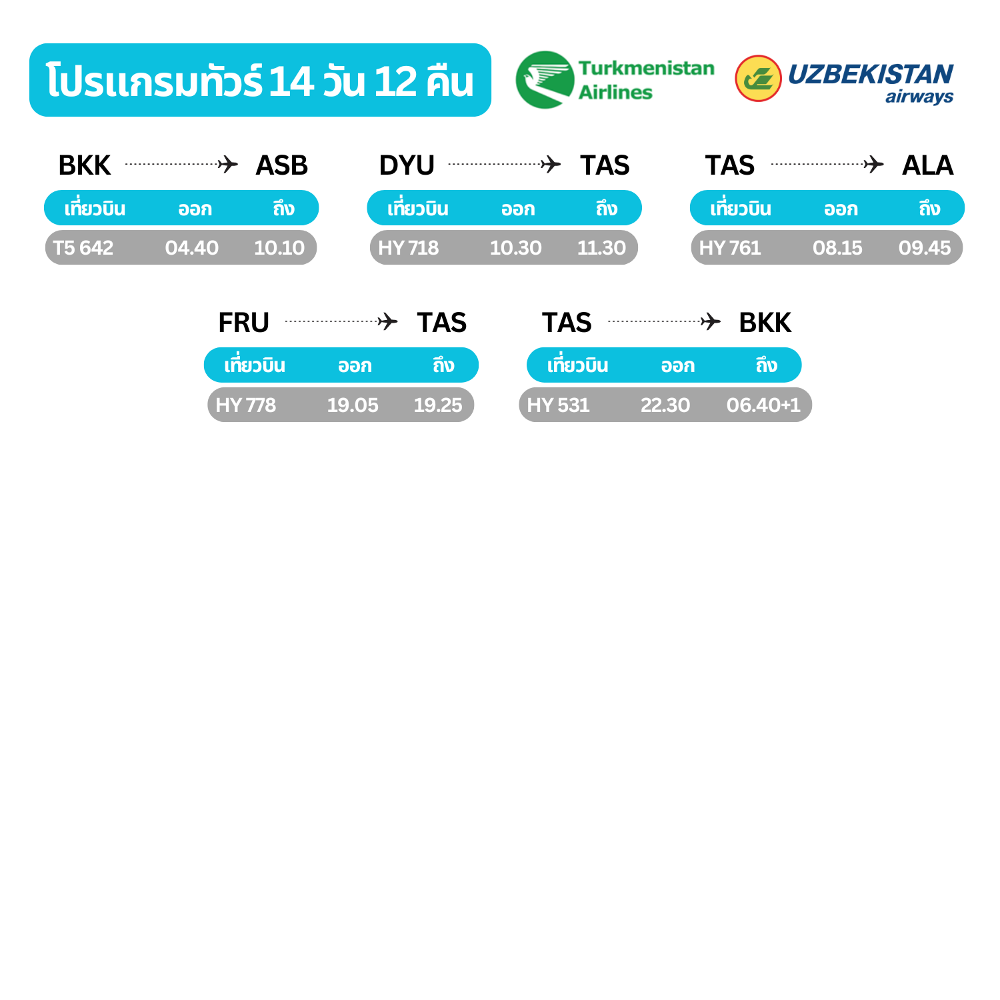 โปรแกรมทัวร์ 14 วัน 12 คืน
Turkmenistan
Airlines
UZBEKISTAN
airways
BKK ASB
เที่ยวบิน ออก ถึง
T5 642 04.40 10.10
DYU TAS
เที่ยวบิน ออก ถึง
HY 718 10.30 11.30
TAS ALA
เที่ยวบิน ออก ถึง
HY 761 08.15 09.45
FRU TAS
เที่ยวบิน ออก ถึง
HY 778 19.05 19.25
TAS BKK
เที่ยวบิน ออก ถึง
HY 531 22.30 06.40+1